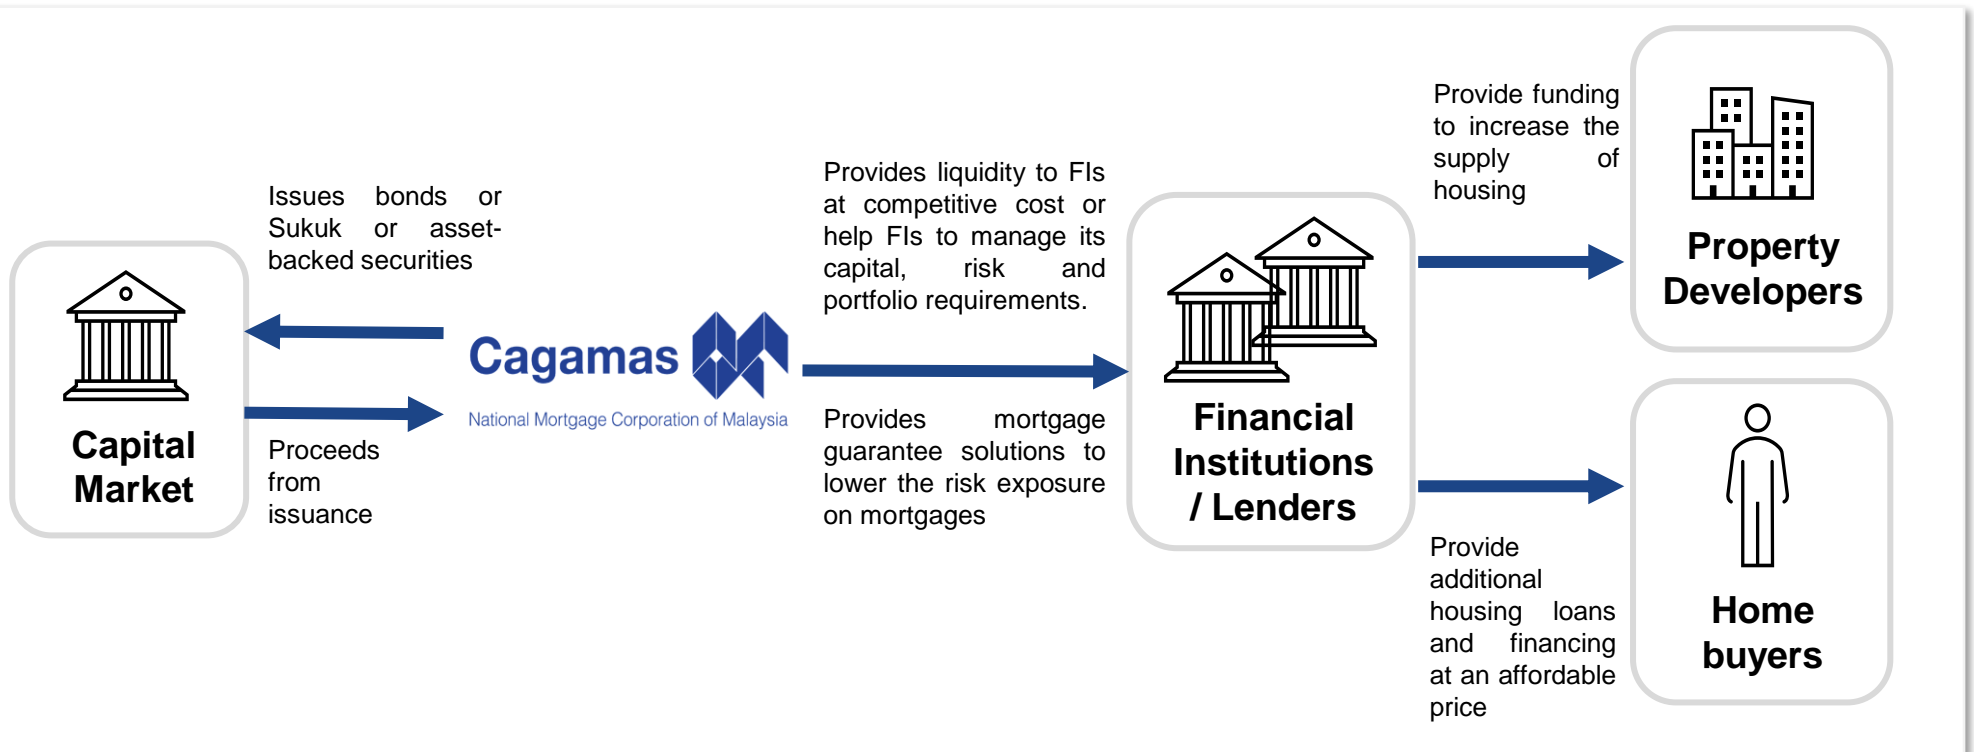 Issues bonds or
Sukuk or asset-
backed securities
Capital
Market
Proceeds
from
issuance
Cagamas
National Mortgage Corporation of Malaysia
Provides liquidity to FIs
at competitive cost or
help FIs to manage its
capital, risk and
portfolio requirements.
Provides mortgage
guarantee solutions to
lower the risk exposure
on mortgages
Financial
Institutions
/ Lenders
Provide funding
to increase the
supply of
housing
Property
Developers
Provide
additional
housing loans
and financing
at an affordable
price
Home
buyers